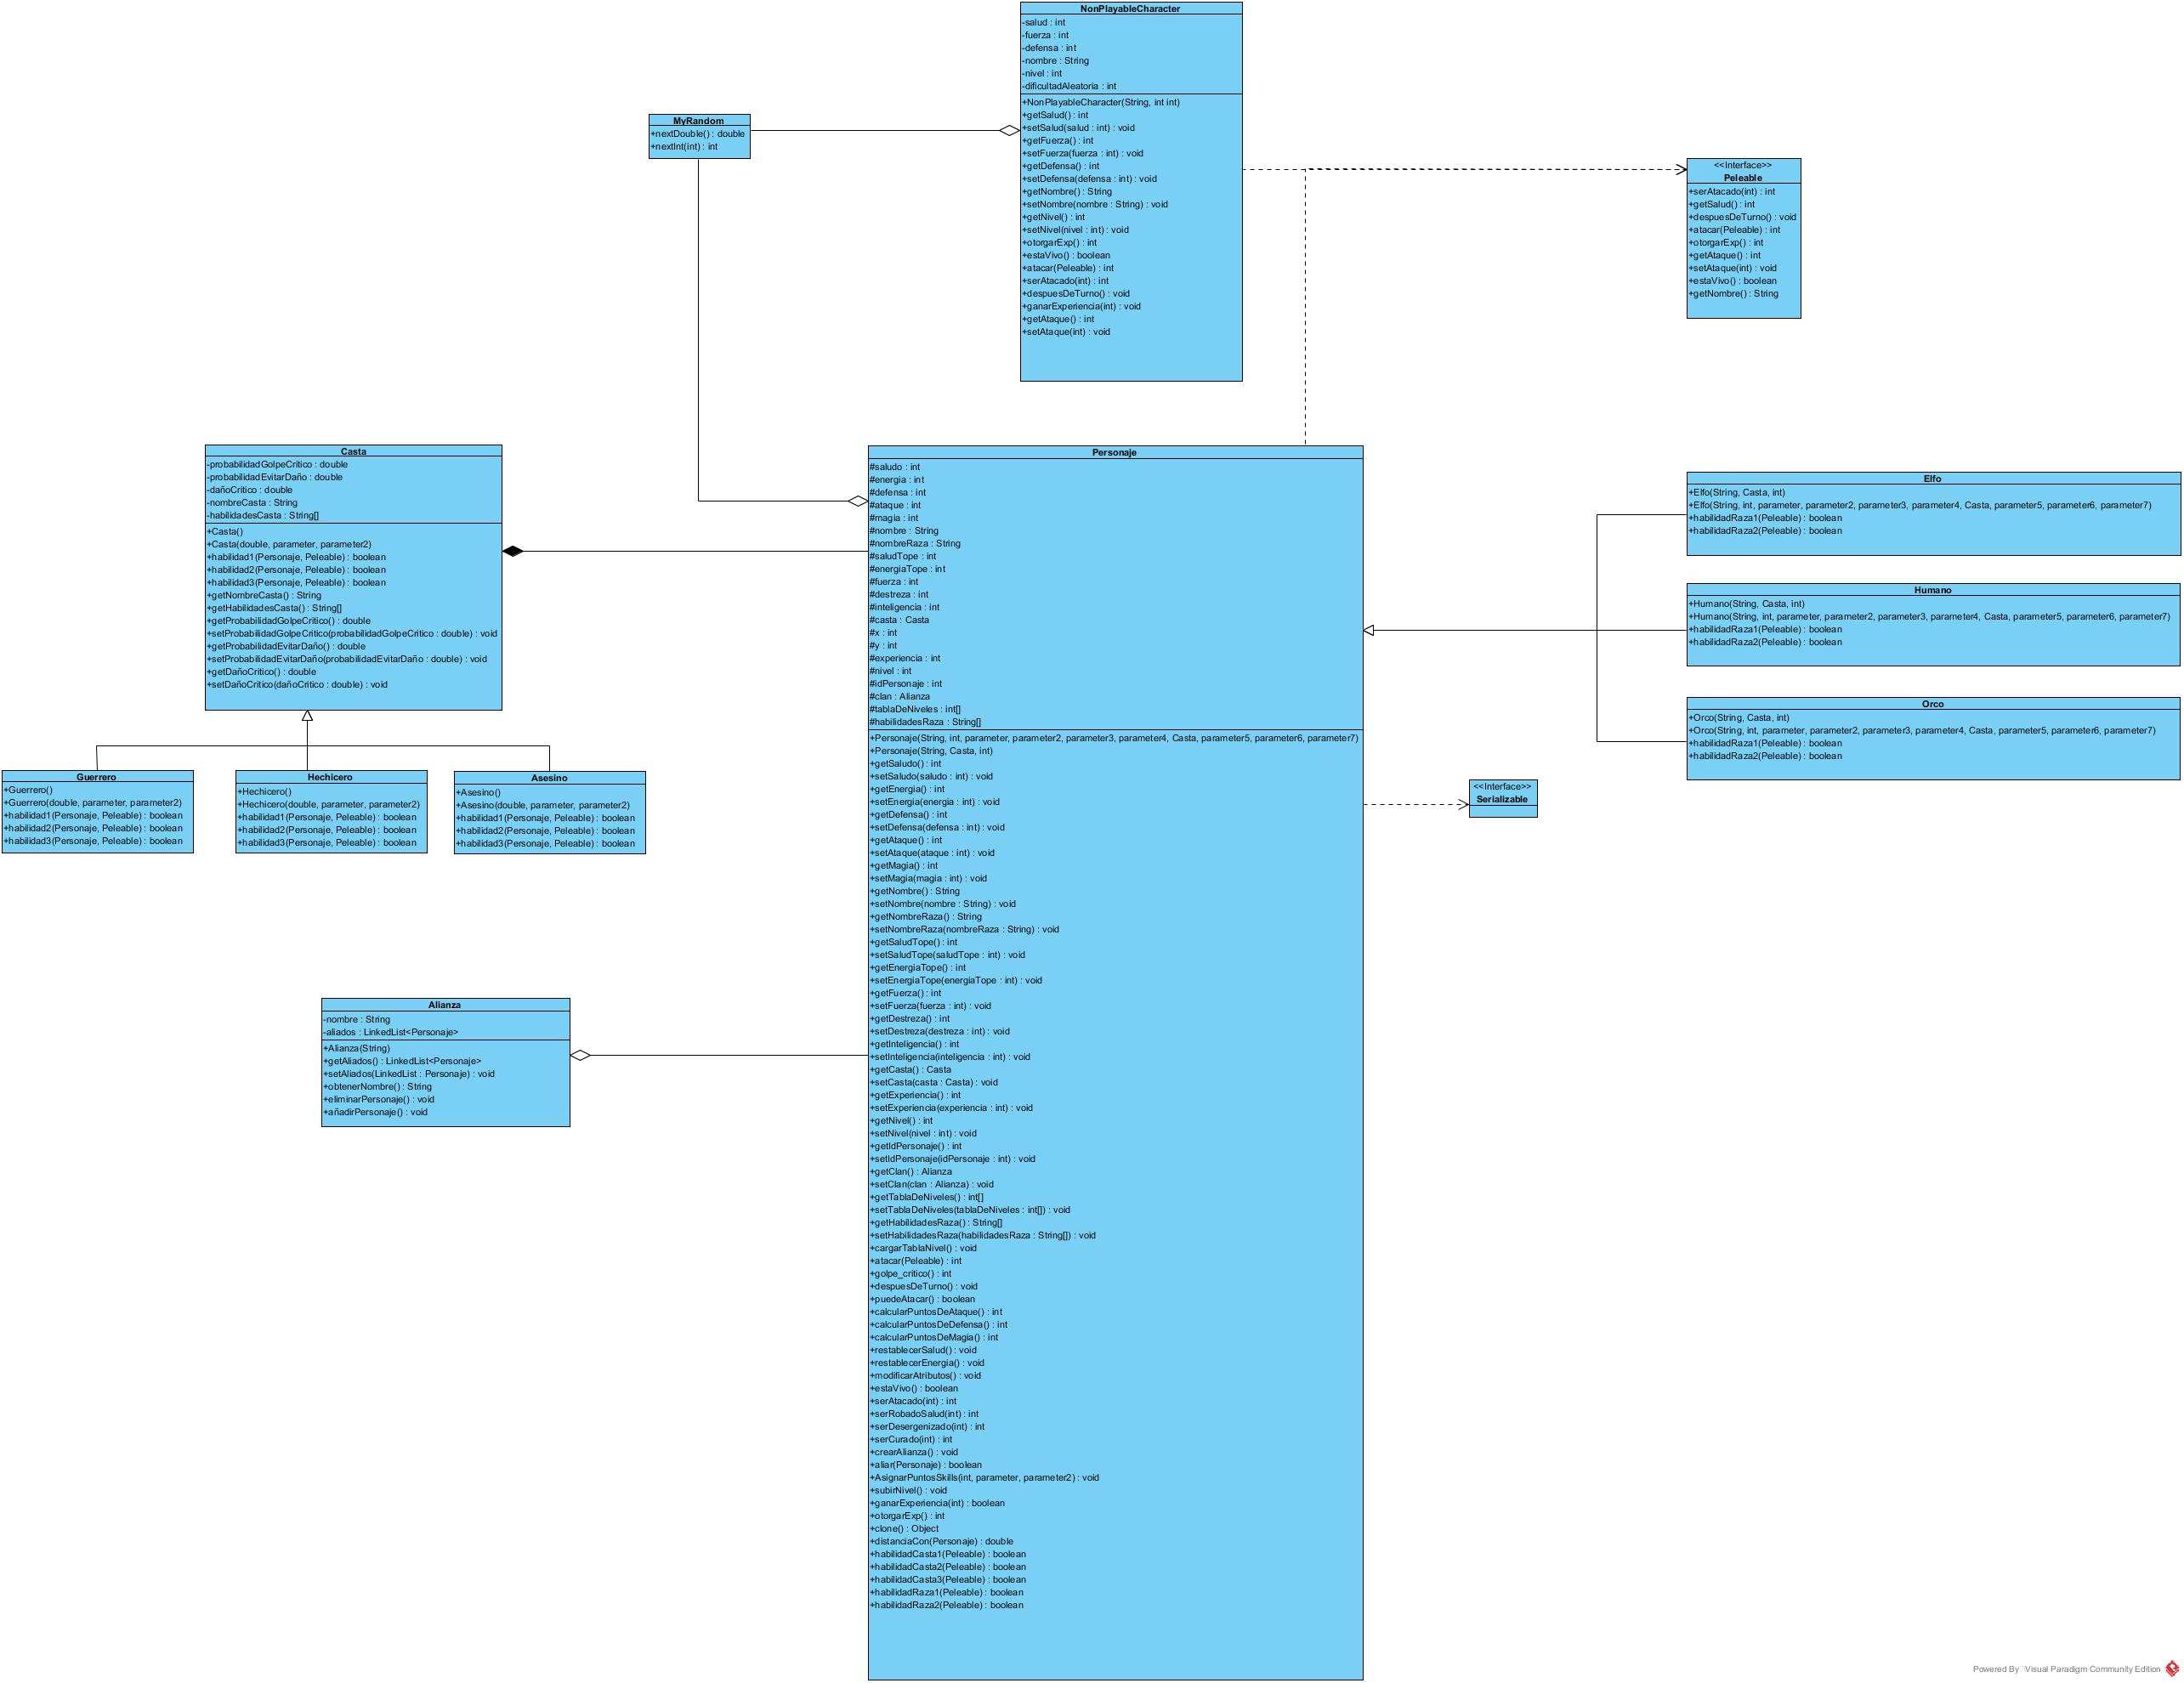 NonPlayableCharacter
-salud : int
-fuerza : int
-defensa : int
-nombre : String
-nivel : int
-dificultadAleatoria : int
+NonPlayableCharacter(String, int int)
+getSalud() : int
+setSalud(salud : int) : void
+getFuerza() : int
+setFuerza(fuerza : int) : void
+getDefensa() : int
+setDefensa(defensa : int) : void
+getNombre() : String
+setNombre(nombre : String) : void
+getNivel() : int
+setNivel(nivel : int) : void
+otorgarExp() : int
+estaVivo() : boolean
+atacar(Peleable) : int
+serAtacado(int) : int
+despuesDeTurno() : void
+ganarExperiencia(int) : void
+getAtaque() : int
+setAtaque(int) : void
MyRandom
+nextDouble() : double
+nextInt(int) : int
<<Interface>>
Peleable
+serAtacado(int) : int
+getSalud() : int
+despuesDeTurno() : void
+atacar(Peleable) : int
+otorgarExp() : int
+getAtaque() : int
+setAtaque(int) : void
+estaVivo() : boolean
+getNombre() : String
Casta
-probabilidadGolpeCritico : double
-probabilidadEvitarDaño : double
-dañoCritico : double
-nombreCasta : String
-habilidadesCasta : String[]
+Casta()
+Casta(double, parameter, parameter2)
+habilidad1(Personaje, Peleable) : boolean
+habilidad2(Personaje, Peleable) : boolean
+habilidad3(Personaje, Peleable) : boolean
+getNombreCasta() : String
+getHabilidadesCasta() : String[]
+getProbabilidadGolpeCritico() : double
+setProbabilidadGolpeCritico(probabilidadGolpeCritico : double) : void
+getProbabilidadEvitarDaño() : double
+setProbabilidadEvitarDaño(probabilidadEvitarDaño : double) : void
+getDañoCritico() : double
+setDañoCritico(dañoCritico : double) : void
Guerrero
+Guerrero()
+Guerrero(double, parameter, parameter2)
+habilidad1(Personaje, Peleable) : boolean
+habilidad2(Personaje, Peleable) : boolean
+habilidad3(Personaje, Peleable) : boolean
Hechicero
+Hechicero()
+Hechicero(double, parameter, parameter2)
+habilidad1(Personaje, Peleable) : boolean
+habilidad2(Personaje, Peleable) : boolean
+habilidad3(Personaje, Peleable) : boolean
Asesino
+Asesino()
+Asesino(double, parameter, parameter2)
+habilidad1(Personaje, Peleable) : boolean
+habilidad2(Personaje, Peleable) : boolean
+habilidad3(Personaje, Peleable) : boolean
Alianza
-nombre : String
-aliados : LinkedList<Personaje>
+Alianza(String)
+getAliados() : LinkedList<Personaje>
+setAliados(LinkedList : Personaje) : void
+obtenerNombre() : String
+eliminarPersonaje() : void
+añadirPersonaje() : void
Personaje
#saludo : int
#energia : int
#defensa : int
#ataque : int
#magia : int
#nombre : String
#nombreRaza : String
#saludTope : int
#energiaTope : int
#fuerza : int
#destreza : int
#inteligencia : int
#casta : Casta
#x : int
#y : int
#experiencia : int
#nivel : int
#idPersonaje : int
#clan : Alianza
#tablaDeNiveles : int[]
#habilidadesRaza : String[]
+Personaje(String, int, parameter, parameter2, parameter3, parameter4, Casta, parameter5, parameter6, parameter7)
+Personaje(String, Casta, int)
+getSaludo() : int
+setSaludo(saludo : int) : void
+getEnergia() : int
+setEnergia(energia : int) : void
+getDefensa() : int
+setDefensa(defensa : int) : void
+getAtaque() : int
+setAtaque(ataque : int) : void
+getMagia() : int
+setMagia(magia : int) : void
+getNombre() : String
+setNombre(nombre : String) : void
+getNombreRaza() : String
+setNombreRaza(nombreRaza : String) : void
+getSaludTope() : int
+setSaludTope(saludTope : int) : void
+getEnergiaTope() : int
+setEnergiaTope(energiaTope : int) : void
+getFuerza() : int
+setFuerza(fuerza : int) : void
+getDestreza() : int
+setDestreza(destreza : int) : void
+getInteligencia() : int
+setInteligencia(inteligencia : int) : void
+getCasta() : Casta
+setCasta(casta : Casta) : void
+getExperiencia() : int
+setExperiencia(experiencia : int) : void
+getNivel() : int
+setNivel(nivel : int) : void
+getIdPersonaje() : int
+setIdPersonaje(idPersonaje : int) : void
+getClan() : Alianza
+setClan(clan : Alianza) : void
+getTablaDeNiveles() : int[]
+setTablaDeNiveles(tablaDeNiveles : int[]) : void
+getHabilidadesRaza() : String[]
+setHabilidadesRaza(habilidadesRaza : String[]) : void
+cargarTablaNivel() : void
+atacar(Peleable) : int
+golpe_critico() : int
+despuesDeTurno() : void
+puedeAtacar() : boolean
+calcularPuntosDeAtaque() : int
+calcularPuntosDeDefensa() : int
+calcularPuntosDeMagia() : int
+restablecerSalud() : void
+restablecerEnergia() : void
+modificarAtributos() : void
+estaVivo() : boolean
+serAtacado(int) : int
+serRobadoSalud(int) : int
+serDesergenizado(int) : int
+serCurado(int) : int
+crearAlianza() : void
+aliar(Personaje) : boolean
+AsignarPuntosSkills(int, parameter, parameter2) : void
+subirNivel() : void
+ganarExperiencia(int) : boolean
+otorgarExp() : int
+clone() : Object
+distanciaCon(Personaje) : double
+habilidadCasta1(Peleable) : boolean
+habilidadCasta2(Peleable) : boolean
+habilidadCasta3(Peleable) : boolean
+habilidadRaza1(Peleable) : boolean
+habilidadRaza2(Peleable) : boolean
Elfo
+Elfo(String, Casta, int)
+Elfo(String, int, parameter, parameter2, parameter3, parameter4, Casta, parameter5, parameter6, parameter7)
+habilidadRaza1(Peleable) : boolean
+habilidadRaza2(Peleable) : boolean
Humano
+Humano(String, Casta, int)
+Humano(String, int, parameter, parameter2, parameter3, parameter4, Casta, parameter5, parameter6, parameter7)
+habilidadRaza1(Peleable) : boolean
+habilidadRaza2(Peleable) : boolean
Orco
+Orco(String, Casta, int)
+Orco(String, int, parameter, parameter2, parameter3, parameter4, Casta, parameter5, parameter6, parameter7)
+habilidadRaza1(Peleable) : boolean
+habilidadRaza2(Peleable) : boolean
<<Interface>>
Serializable
Powered By Visual Paradigm Community Edition